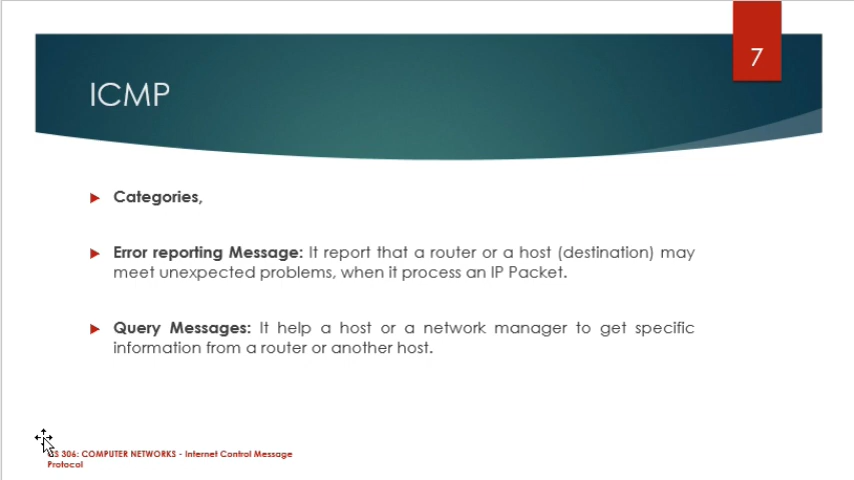 7
ICMP
Categories,
Error reporting Message: It report that a router or a host (destination) may
meet unexpected problems, when it process an IP Packet.
Query Messages: It help a host or a network manager to get specific
information from a router or another host.
306: COMPUTER NETWORKS - Internet Control Message
Protocol